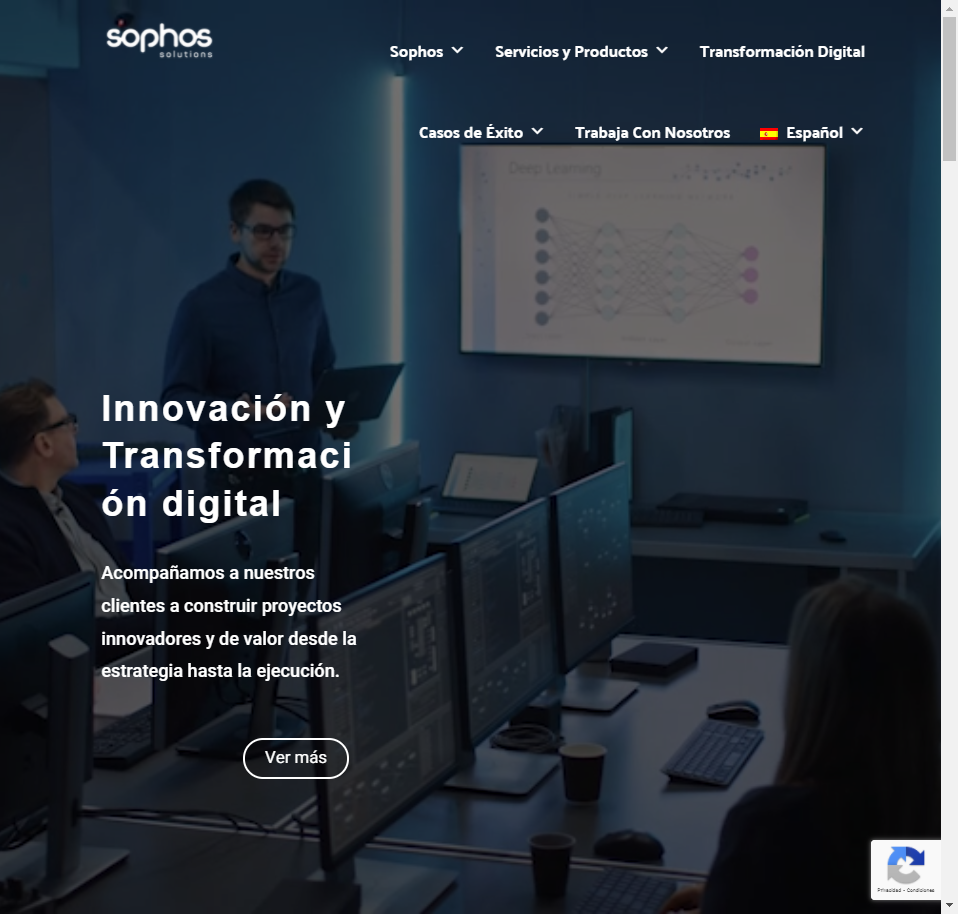 sophos
solutions
Sophos
Servicios y Productos
Transformación Digital
Casos de Éxito
Trabaja Con Nosotros
Español
Deep Learning
Innovación y
Transformaci
ón digital
Acompañamos a nuestros
clientes a construir proyectos
innovadores y de valor desde la
estrategia hasta la ejecución.
Ver más
Privacidad - Condiciones